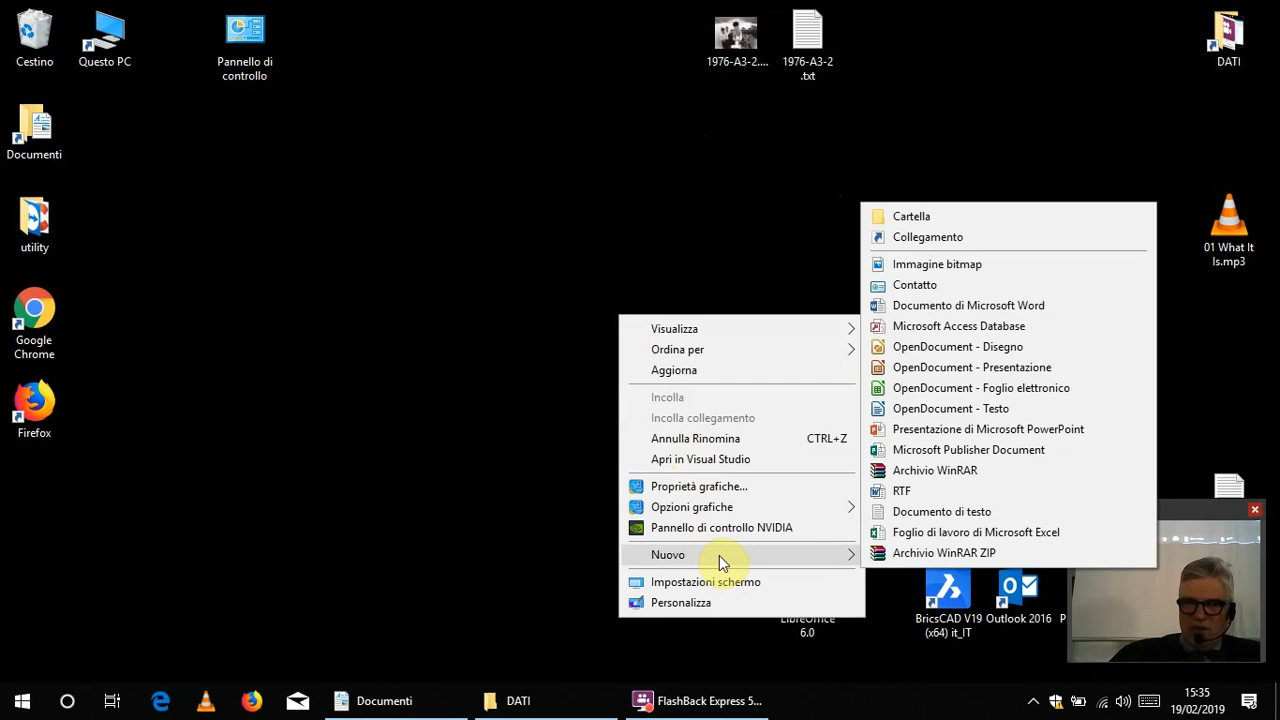 Cestino
Questo PC
Pannello di
controllo
1976-A3-2....
1976-A3-2
.txt
DATI
Documenti
utility
01 What It
Is.mp3
Google
Chrome
Firefox
Cartella
Collegamento
Immagine bitmap
Contatto
Documento di Microsoft Word
Microsoft Access Database
OpenDocument - Disegno
OpenDocument - Presentazione
OpenDocument - Foglio elettronico
OpenDocument - Testo
Presentazione di Microsoft PowerPoint
Microsoft Publisher Document
Archivio WinRAR
RTF
Documento di testo
Foglio di lavoro di Microsoft Excel
Archivio WinRAR ZIP
Visualizza
Ordina per
Aggiorna
Incolla
Incolla collegamento
Annulla Rinomina CTRL+Z
Apri in Visual Studio
Proprietà grafiche...
Opzioni grafiche
Pannello di controllo NVIDIA
Nuovo
Impostazioni schermo
Personalizza
LibreOffice
6.0
BricsCAD V19
(x64) it_IT
Outlook 2016
P
Documenti
DATI
FlashBack Express 5...
15:35
19/02/2019